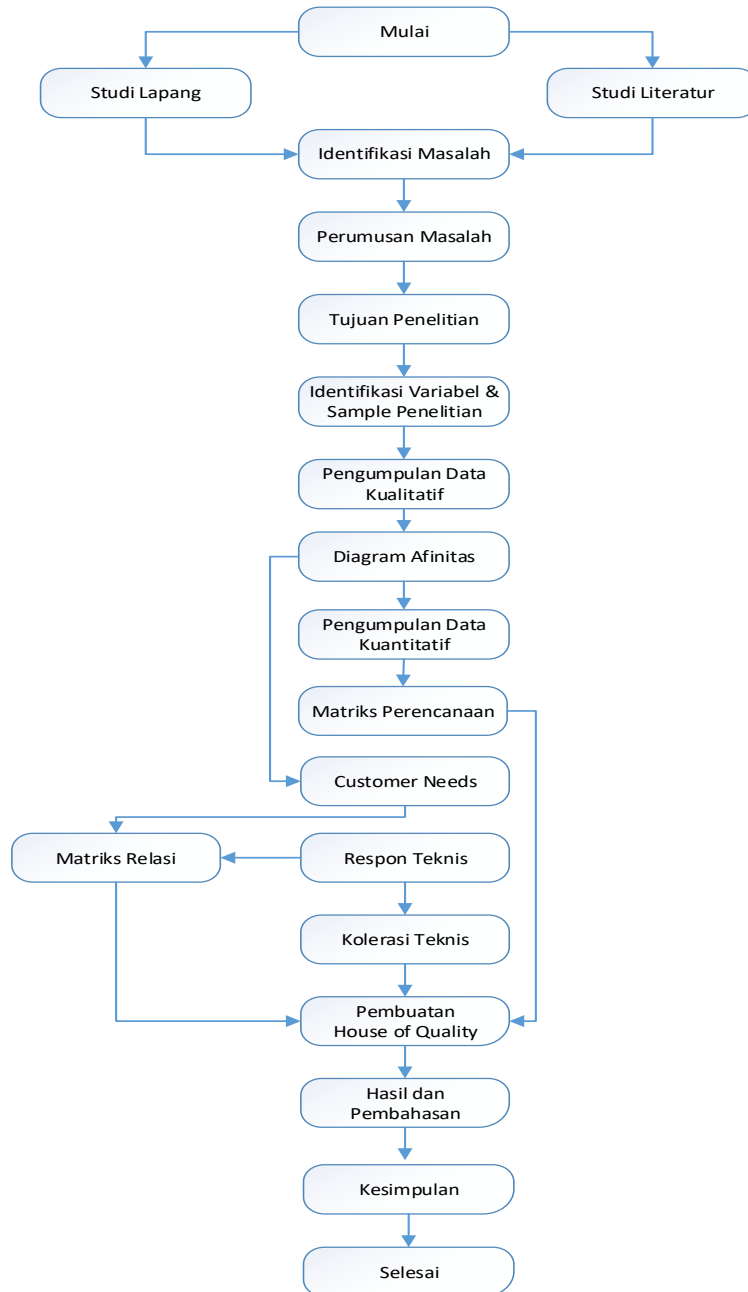 Mulai
Studi Lapang
Studi Literatur
Identifikasi Masalah
Perumusan Masalah
Tujuan Penelitian
Identifikasi Variabel &
Sample Penelitian
Pengumpulan Data
Kualitatif
Diagram Afinitas
Pengumpulan Data
Kuantitatif
Matriks Perencanaan
Customer Needs
Matriks Relasi
Respon Teknis
Kolerasi Teknis
Pembuatan
House of Quality
Hasil dan
Pembahasan
Kesimpulan
Selesai